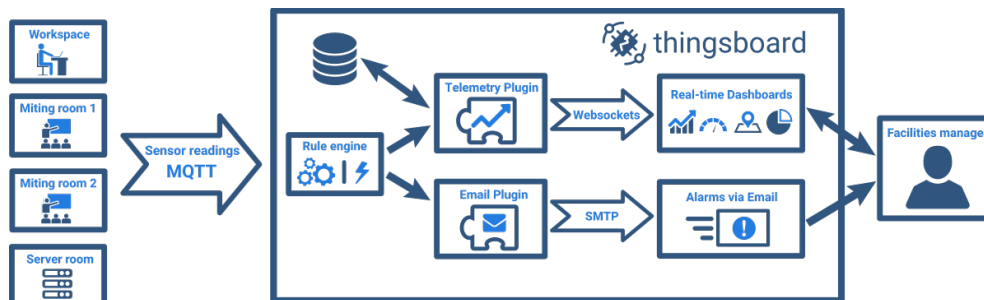 Workspace
Miting room 1
Miting room 2
Server room
Sensor readings
MQTT
thingsboard
Rule engine
Telemetry Plugin
Email Plugin
Websockets
SMTP
Real-time Dashboards
Alarms via Email
Facilities manage